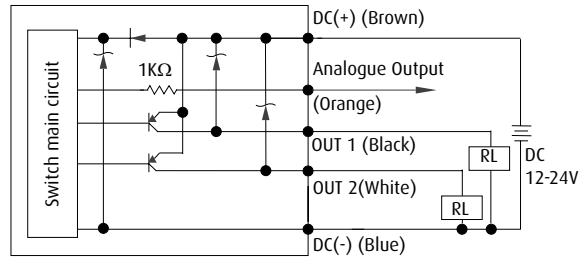 DC(+) (Brown)
1KΩ
Analogue Output
(Orange)
Switch main circuit
OUT 1 (Black)
RL
DC
12-24V
OUT 2(White)
RL
DC(-) (Blue)